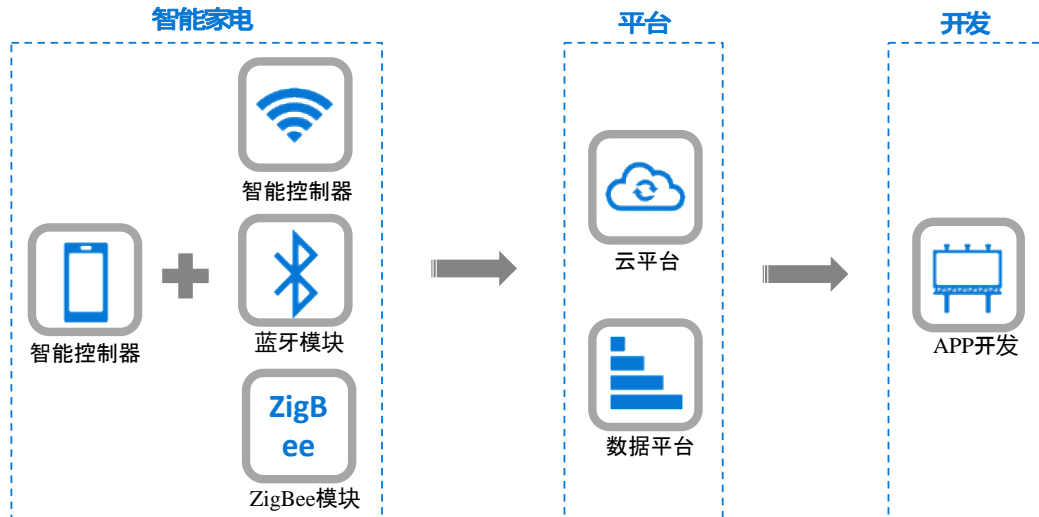 智能家电
平台
开发
智能控制器
智能控制器
蓝牙模块
ZigB
ee
ZigBee模块
云平台
数据平台
APP开发